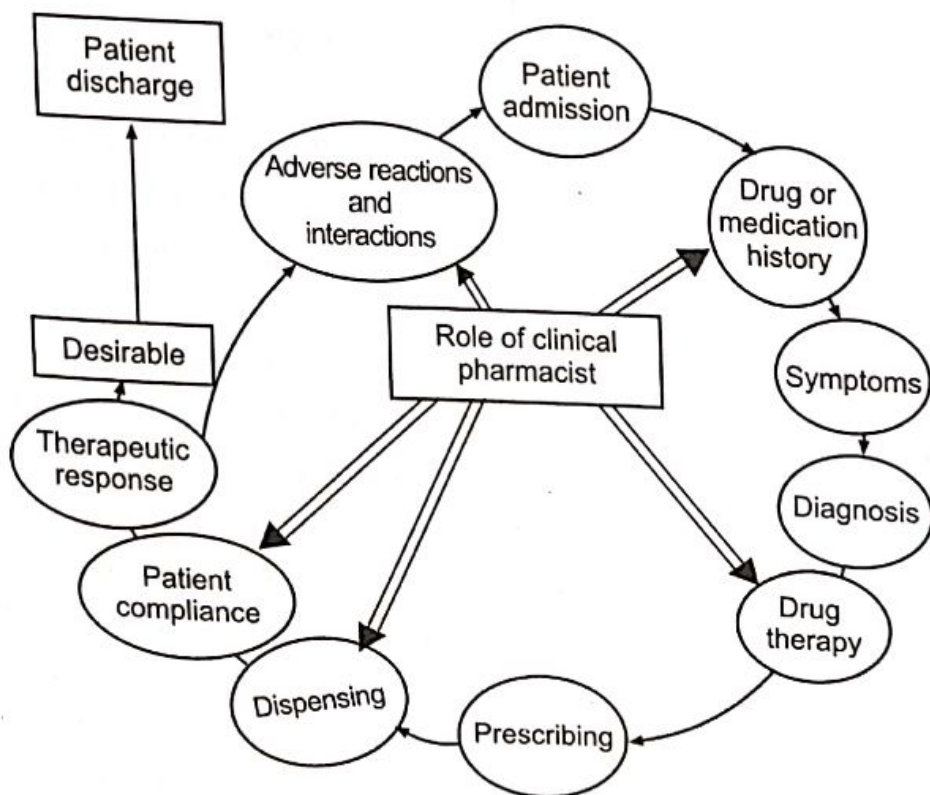 Patient
discharge
Patient
admission
Adverse reactions
and
interactions
Drug or
medication
history
Role of clinical
pharmacist
Desirable
Symptoms
Therapeutic
response
Diagnosis
Patient
compliance
Drug
therapy
Dispensing
Prescribing